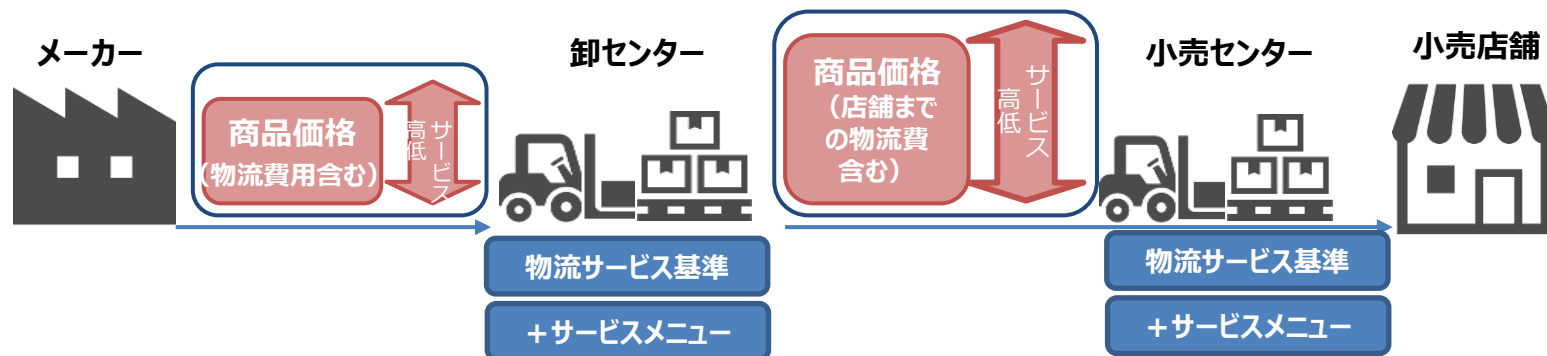 メーカー
商品価格
(物流費用含む)
サービス
高低
卸センター
商品価格
(店舗まで
の物流費
含む)
サービス
高低
小売センター
小売店舗
物流サービス基準
+サービスメニュー
物流サービス基準
+サービスメニュー